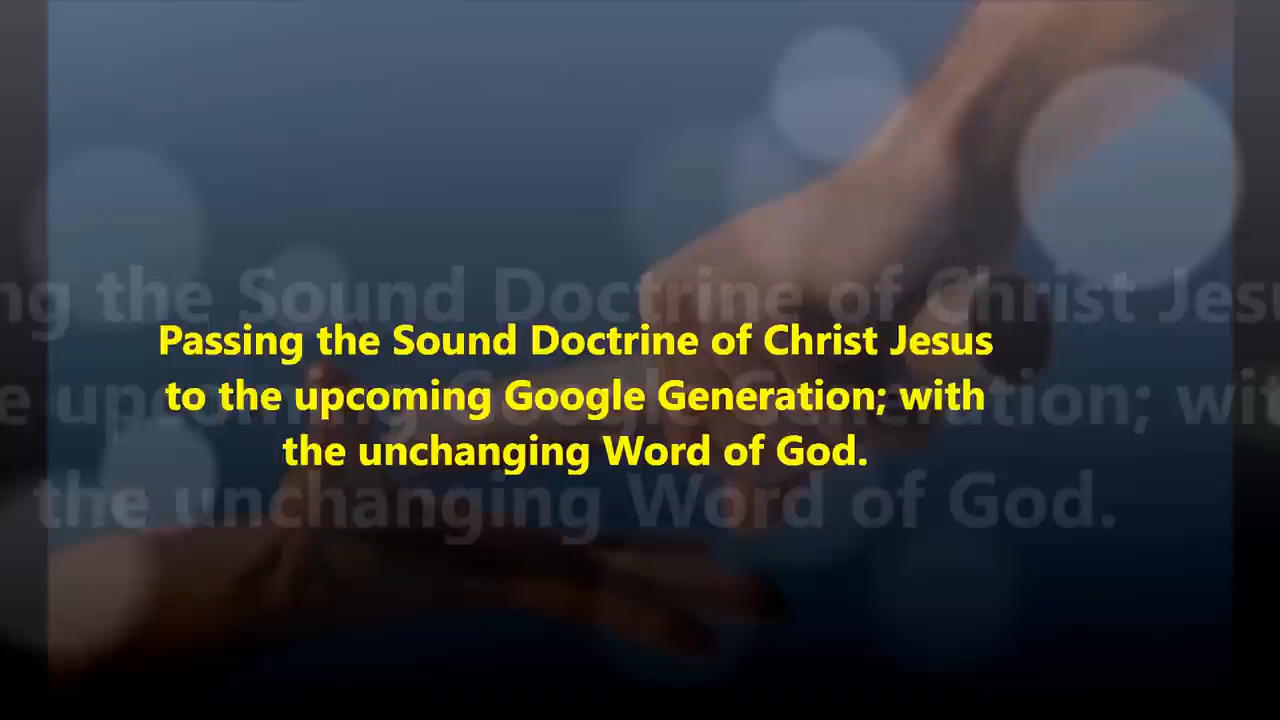 Passing the Sound Doctrine of Christ Jesus
to the upcoming Google Generation; with
the unchanging Word of God.